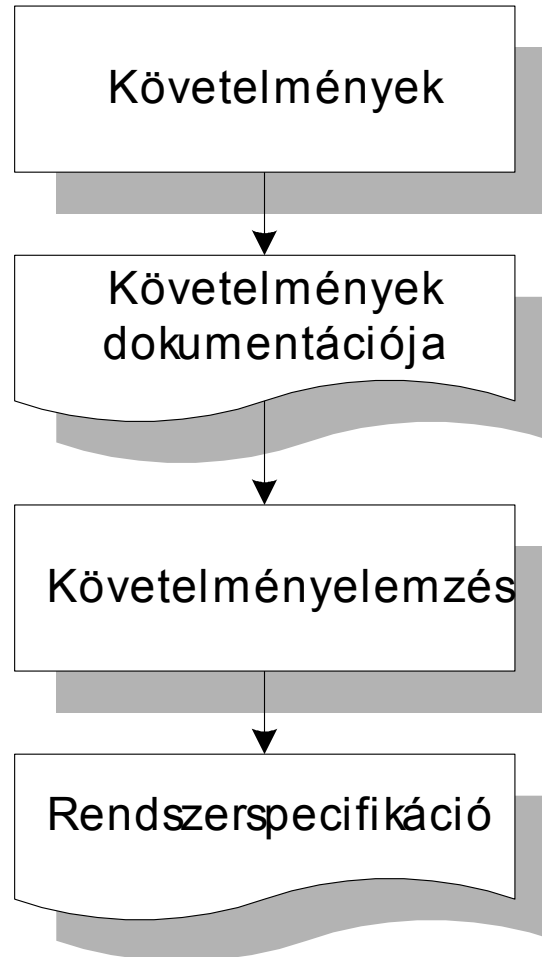 Követelmények
Követelmények
dokumentációja
Követelményelemzés
Rendszerspecifikáció